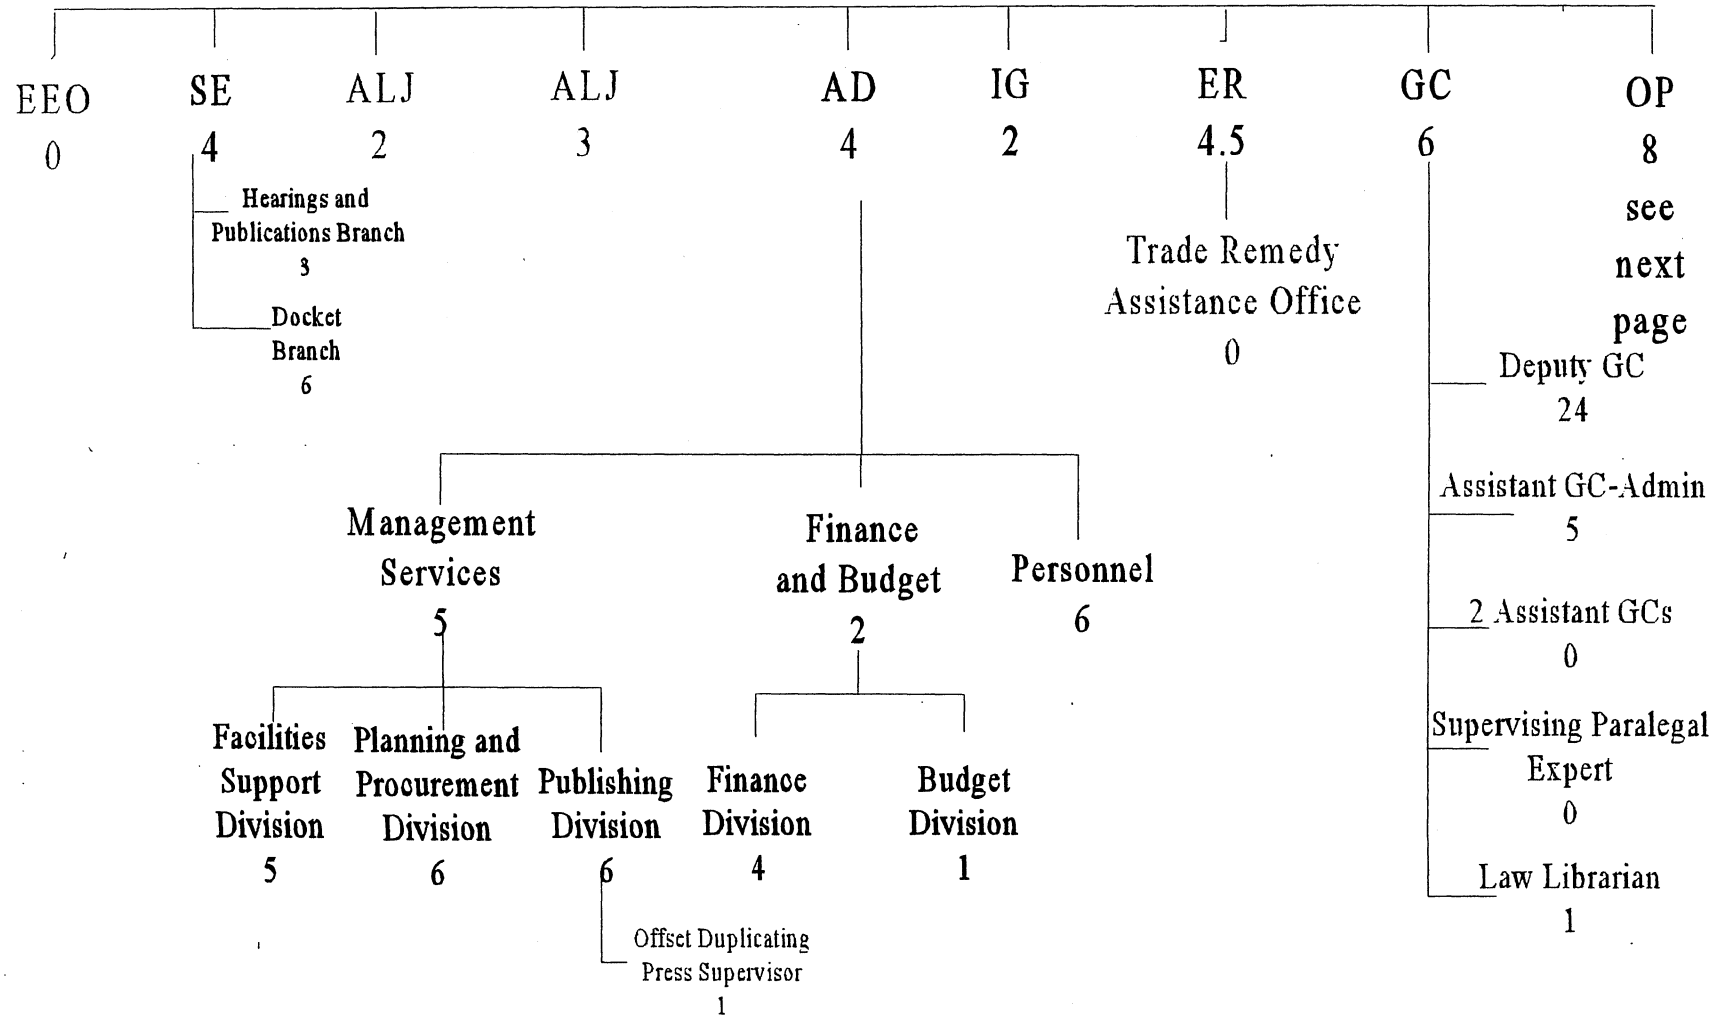 EEO
0
SE
4
Hearings and
Publications Branch
3
Docket
Branch
6
ALJ
2
ALJ
3
AD
4
Management
Services
5
Facilities
Support
Division
5
Planning and
Procurement
Division
6
Publishing
Division
6
Offset Duplicating
Press Supervisor
1
Finance
and Budget
2
Finance
Division
4
Budget
Division
1
Personnel
6
IG
2
ER
4.5
Trade Remedy
Assistance Office
0
GC
6
Deputy GC
24
Assistant GC-Admin
5
2 Assistant GCs
0
Supervising Paralegal
Expert
0
Law Librarian
1
OP
8
see
next
page